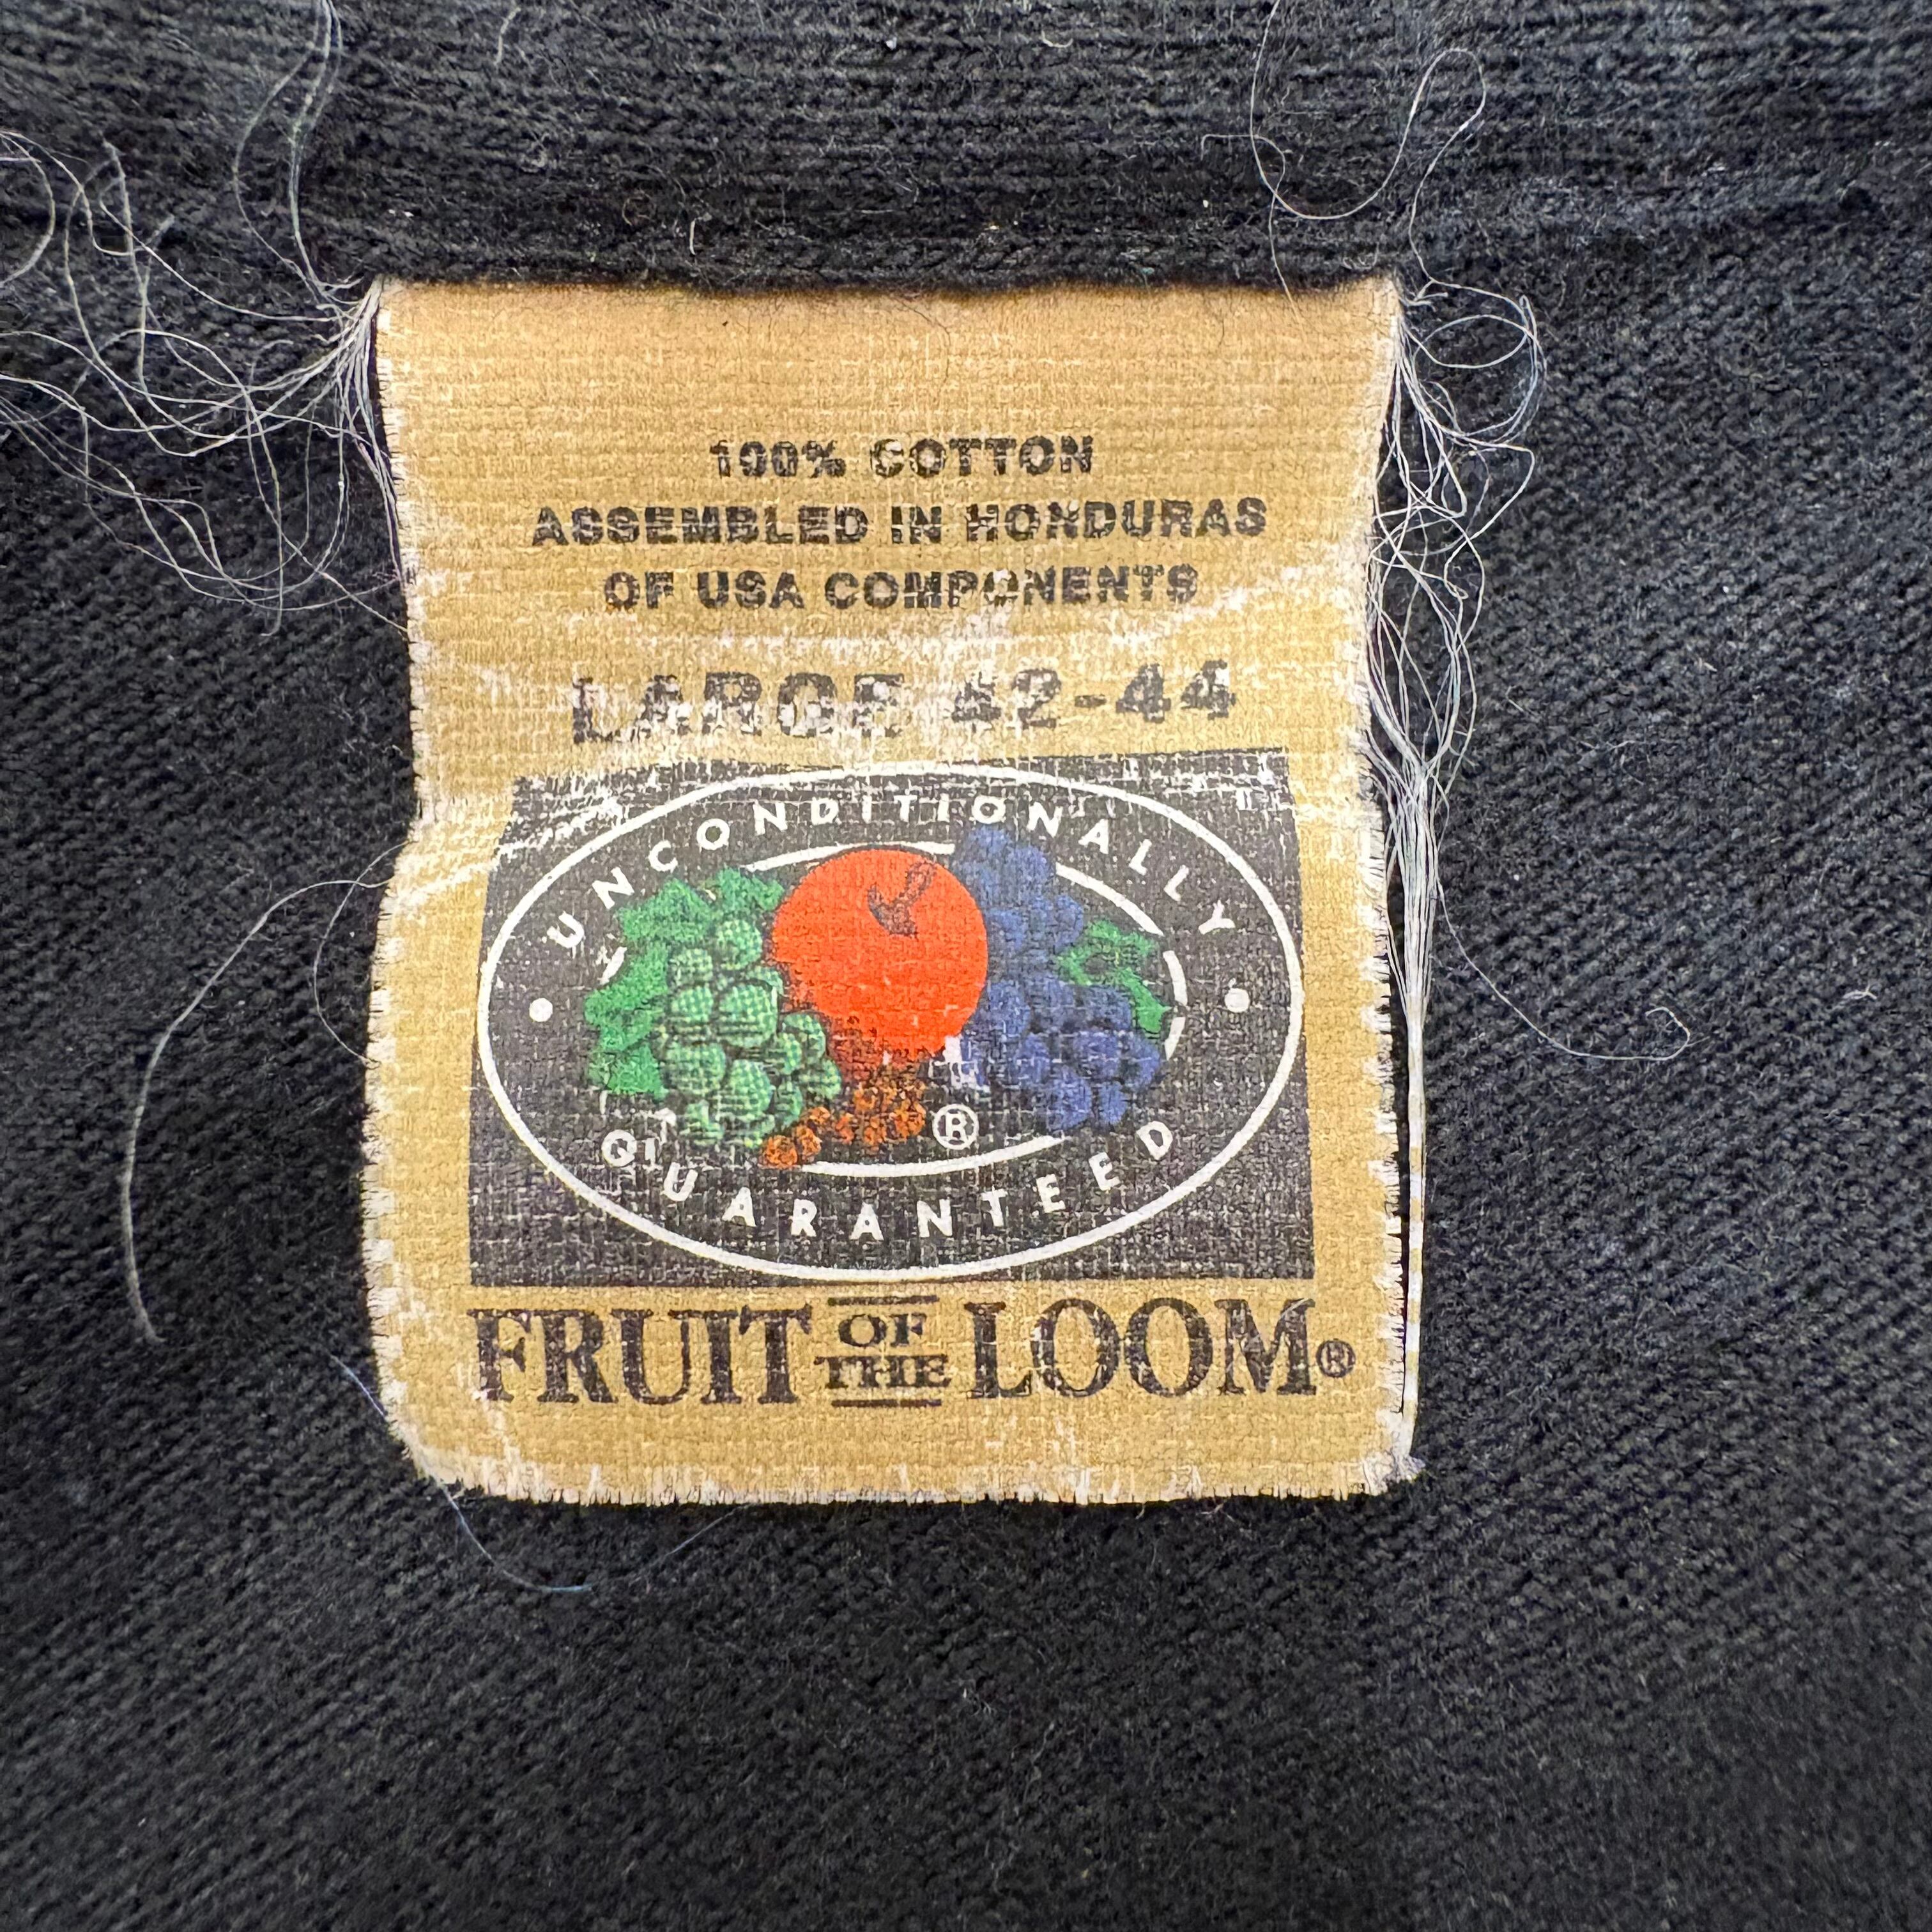 100% COTTON
ASSEMBLED IN HONDURAS
OF USA COMPONENTS
LARGE 42-44
UNCONDITIONALLY
®
GUARANTEED
FRUIT OF THE LOOM®